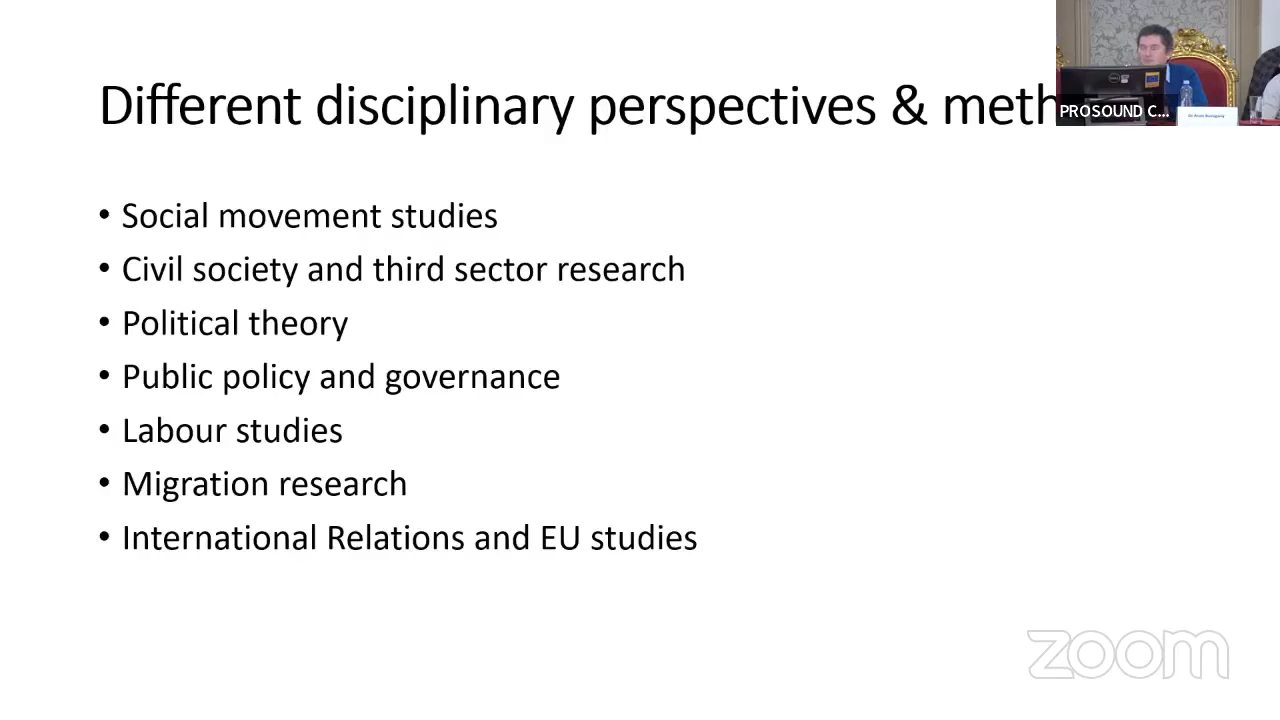 Different disciplinary perspectives & meth
PROSOUND C...
• Social movement studies
• Civil society and third sector research
• Political theory
• Public policy and governance
• Labour studies
• Migration research
• International Relations and EU studies
zoom